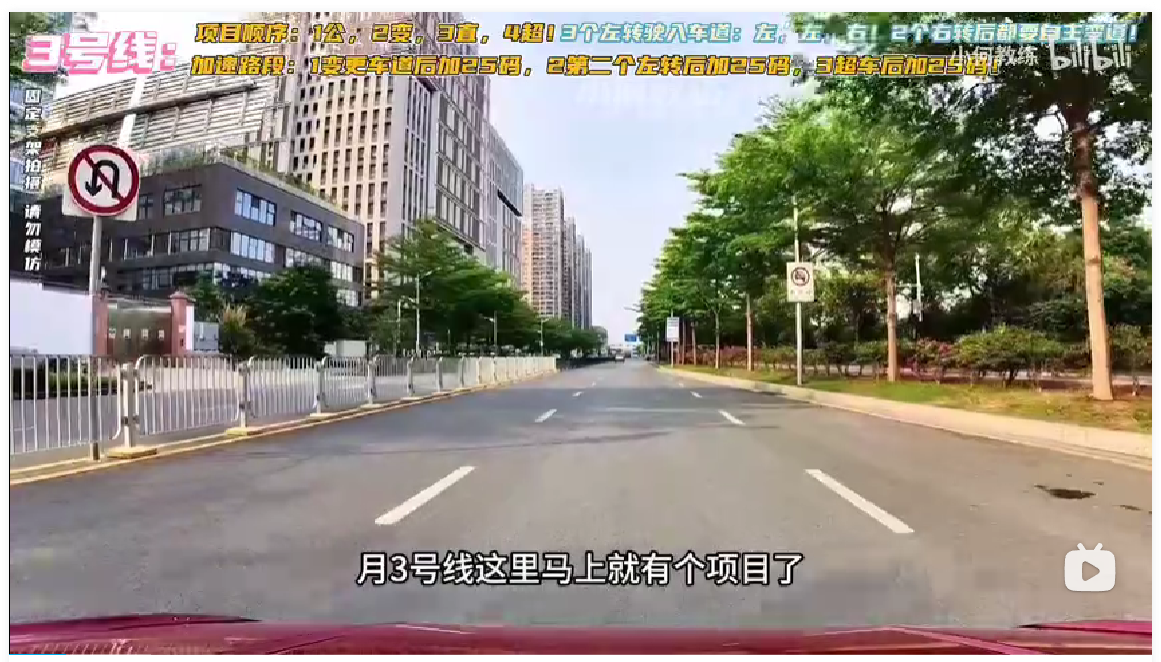 3号线：
项目顺序：1公，2变，3直，4超！3个左转驶入车道：左，左，右！2个右转后都要自主变道！
加速路段：1变更车道后加25码，2第二个左转后加25码，3超车后加25码！
小何教练 bilibili
固定支架拍摄 请勿模仿
月3号线这里马上就有个项目了